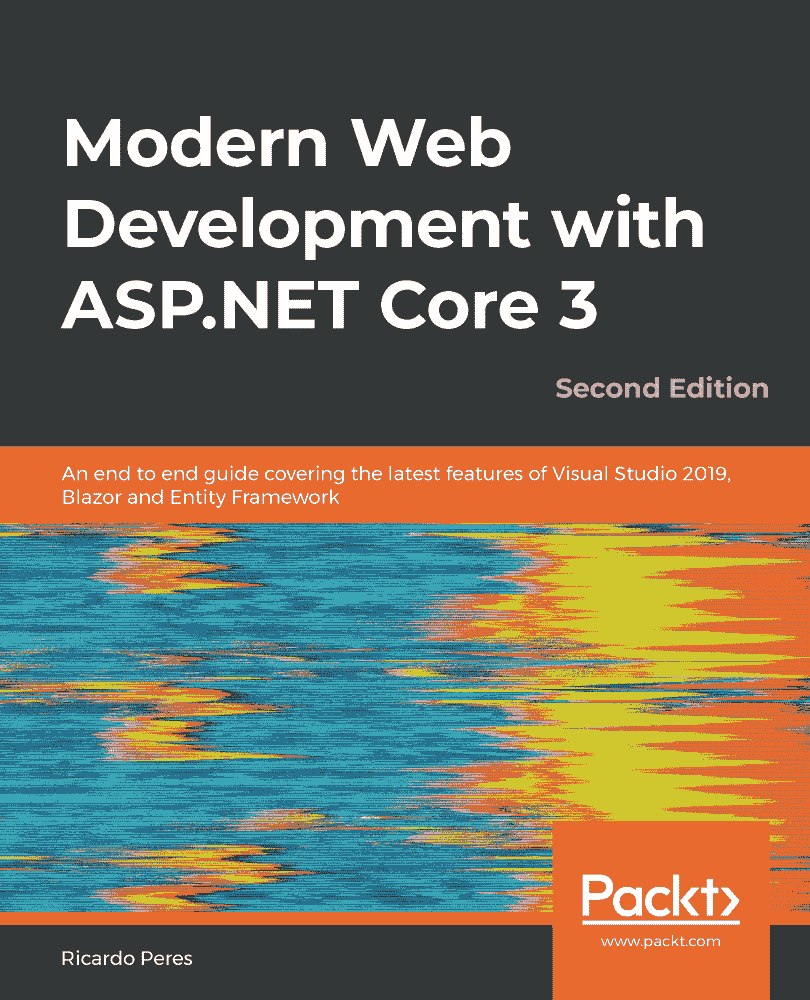 Modern Web
Development with
ASP.NET Core 3
Second Edition
An end to end guide covering the latest features of Visual Studio 2019,
Blazor and Entity Framework
Packt>
www.packt.com
Ricardo Peres